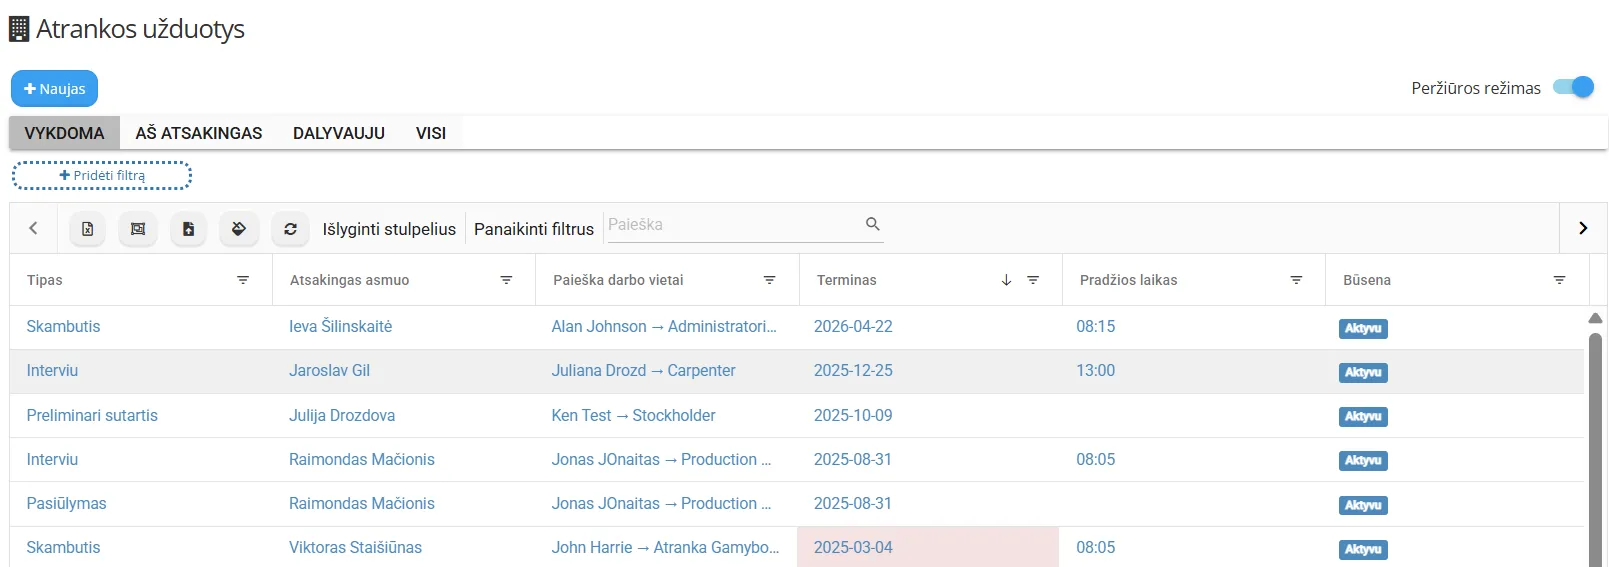 Atrankos užduotys
Naujas
Peržiūros režimas
VYKDOMA AŠ ATSAKINGAS DALYVAUJU VISI
Pridėti filtrą
Išlyginti stulpelius Panaikinti filtrus Paieška
Tipas Atsakingas asmuo Paieška darbo vietai Terminas Pradžios laikas Būsena
Skambutis Ieva Šilinskaitė Alan Johnson → Administratori... 2026-04-22 08:15 Aktyvu
Interviu Jaroslav Gil Juliana Drozd → Carpenter 2025-12-25 13:00 Aktyvu
Preliminari sutartis Julija Drozdova Ken Test → Stockholder 2025-10-09 Aktyvu
Interviu Raimondas Mačionis Jonas JOnaitas → Production ... 2025-08-31 08:05 Aktyvu
Pasiūlymas Raimondas Mačionis Jonas JOnaitas → Production ... 2025-08-31 Aktyvu
Skambutis Viktoras Staišiūnas John Harrie → Atranka Gamybo... 2025-03-04 08:05 Aktyvu